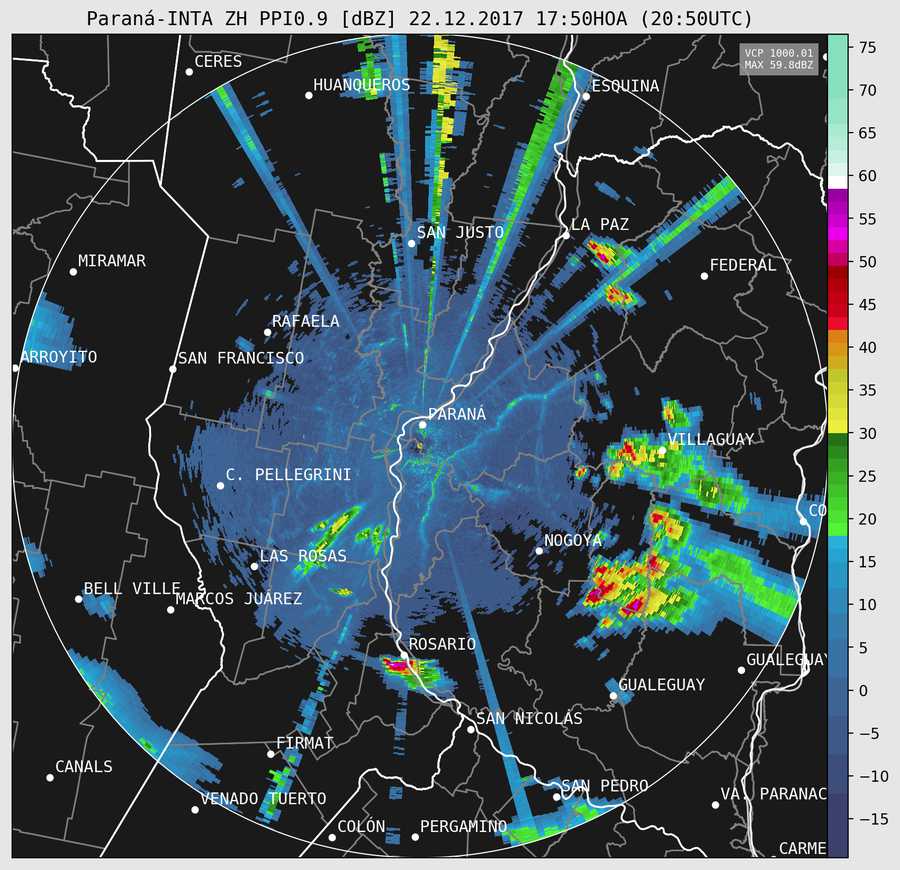 Paraná-INTA ZH PPI0.9 [dBZ] 22.12.2017 17:50HOA (20:50UTC)
VCP 1000.01
MAX 59.8dBZ
CERES
HUANQUEROS
ESQUINA
SAN JUSTO
LA PAZ
MIRAMAR
FEDERAL
RAFAELA
ARROYITO
SAN FRANCISCO
PARANÁ
VILLAGUAY
C. PELLEGRINI
CO
NOGOYA
LAS ROSAS
BELL VILLE
MARCOS JUÁREZ
ROSARIO
GUALEGUAY
GUALEGUAY
SAN NICOLÁS
FIRMAT
CANALS
VENADO TUERTO
SAN PEDRO
VA. PARANAC
COLÓN
PERGAMINO
CARME
75
70
65
60
55
50
45
40
35
30
25
20
15
10
5
0
−5
−10
−15